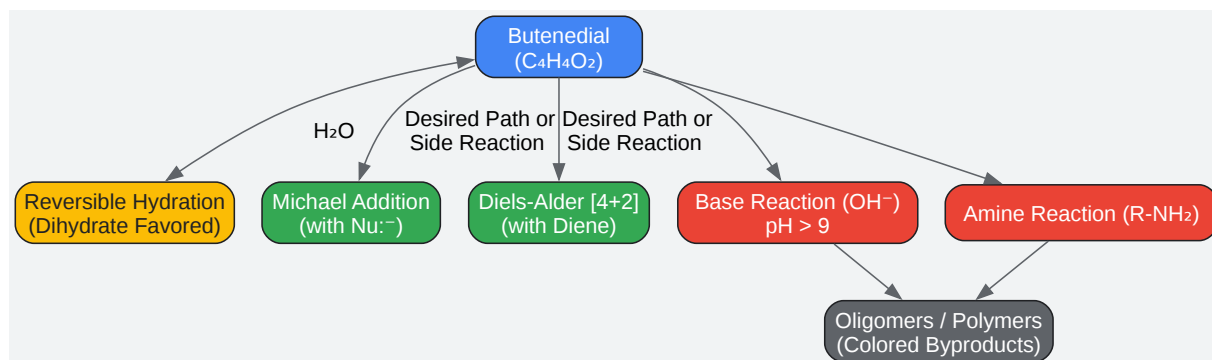 Butenedial
(C₄H₄O₂)
H₂O
Desired Path or
Side Reaction
Desired Path or
Side Reaction
Reversible Hydration
(Dihydrate Favored)
Michael Addition
(with Nu:⁻)
Diels-Alder [4+2]
(with Diene)
Base Reaction (OH⁻)
pH > 9
Amine Reaction (R-NH₂)
Oligomers / Polymers
(Colored Byproducts)